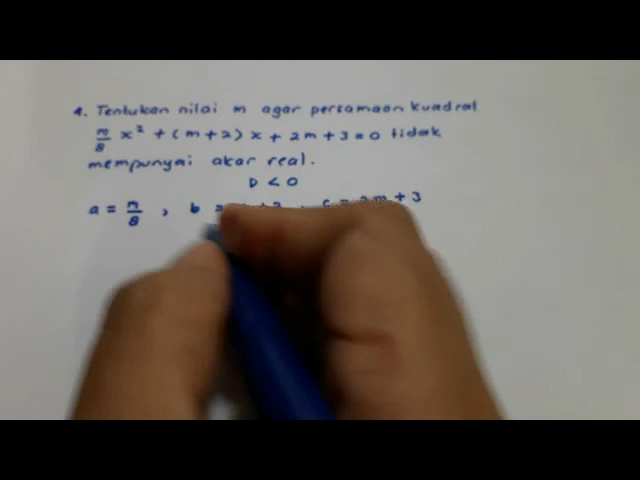 4. Tentukan nilai m agar persamaan kuadrat
m/8 x² + (m+2) x + 2m + 3 = 0 tidak
mempunyai akar real.
D < 0
a = m/8 , b = c = 2m + 3